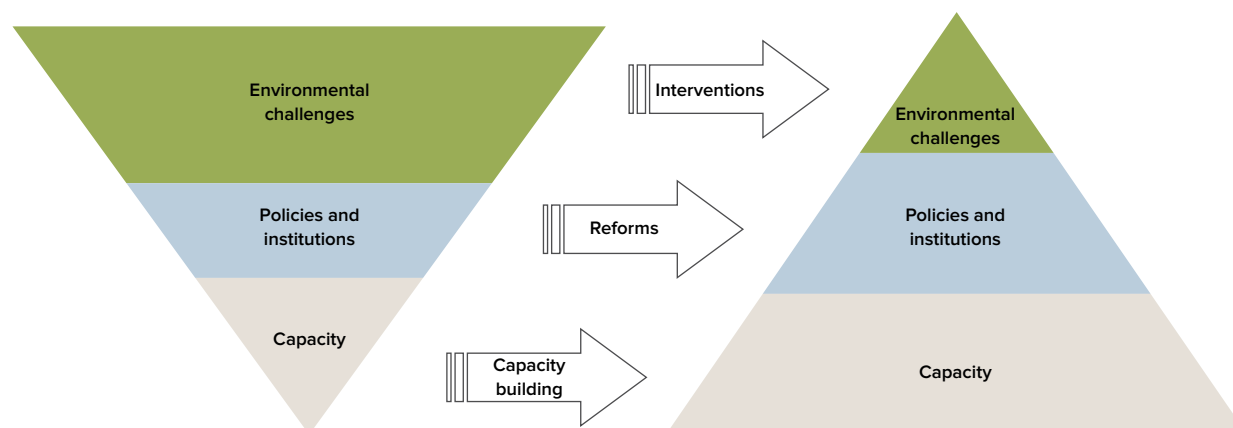 Environmental
challenges
Policies and
institutions
Capacity
Interventions
Reforms
Capacity
building
Environmental
challenges
Policies and
institutions
Capacity